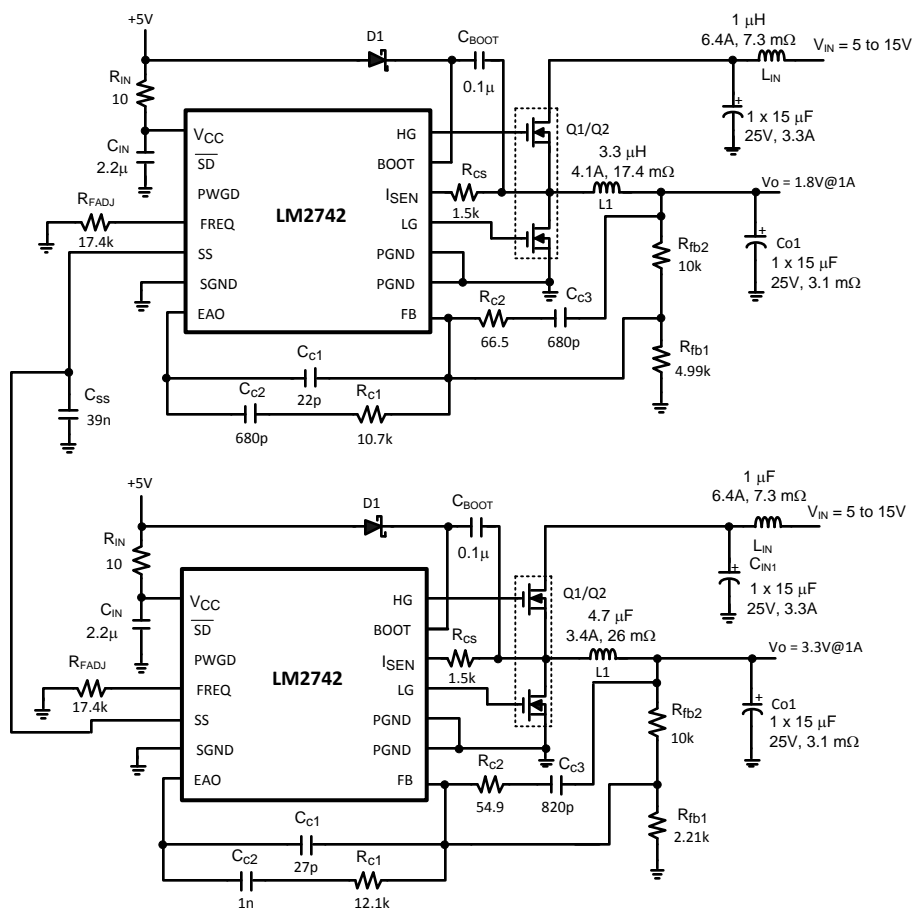 +5V
D1
C_BOOT
0.1μ
1 μH
6.4A, 7.3 mΩ
V_IN = 5 to 15V
L_IN
R_IN
10
+
1 x 15 μF
25V, 3.3A
C_IN
2.2μ
V_CC
HG
Q1/Q2
SD
BOOT
R_FADJ
17.4k
PWGD
LM2742
I_SEN
R_CS
1.5k
3.3 μH
4.1A, 17.4 mΩ
L1
Vo = 1.8V@1A
FREQ
LG
SS
PGND
R_fb2
10k
+
Co1
1 x 15 μF
25V, 3.1 mΩ
SGND
PGND
EAO
FB
R_c2
66.5
C_c3
680p
R_fb1
4.99k
C_c1
22p
C_SS
39n
C_c2
680p
R_c1
10.7k
+5V
D1
C_BOOT
0.1μ
1 μF
6.4A, 7.3 mΩ
V_IN = 5 to 15V
L_IN
R_IN
10
+
C_IN1
1 x 15 μF
25V, 3.3A
C_IN
2.2μ
V_CC
HG
Q1/Q2
SD
BOOT
R_FADJ
17.4k
PWGD
LM2742
I_SEN
R_CS
1.5k
4.7 μF
3.4A, 26 mΩ
L1
Vo = 3.3V@1A
FREQ
LG
SS
PGND
R_fb2
10k
+
Co1
1 x 15 μF
25V, 3.1 mΩ
SGND
PGND
EAO
FB
R_c2
54.9
C_c3
820p
R_fb1
2.21k
C_c1
27p
C_c2
1n
R_c1
12.1k